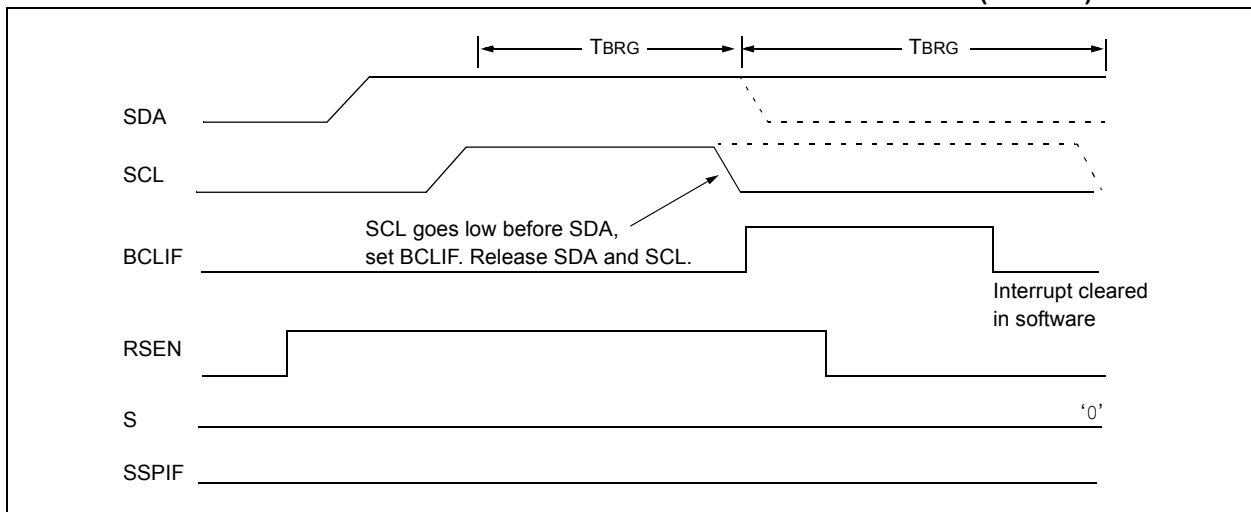 TBRG
TBRG
SDA
SCL
SCL goes low before SDA,
set BCLIF. Release SDA and SCL.
BCLIF
Interrupt cleared
in software
RSEN
S
‘0’
SSPIF